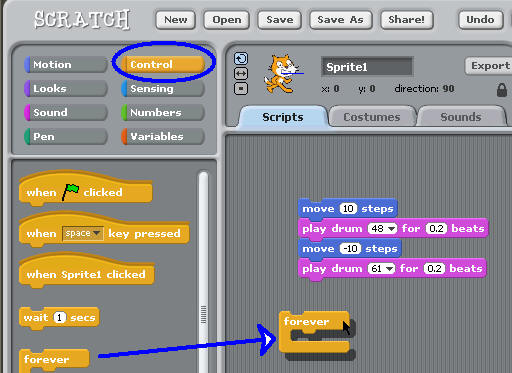 SCRATCH New Open Save Save As Share! Undo
Motion Control
Looks Sensing
Sound Numbers
Pen Variables
Sprite1 Export
x: 0 y: 0 direction: 90
Scripts Costumes Sounds
when clicked
when space key pressed
when Sprite1 clicked
wait 1 secs
forever
move 10 steps
play drum 48 for 0.2 beats
move -10 steps
play drum 61 for 0.2 beats
forever